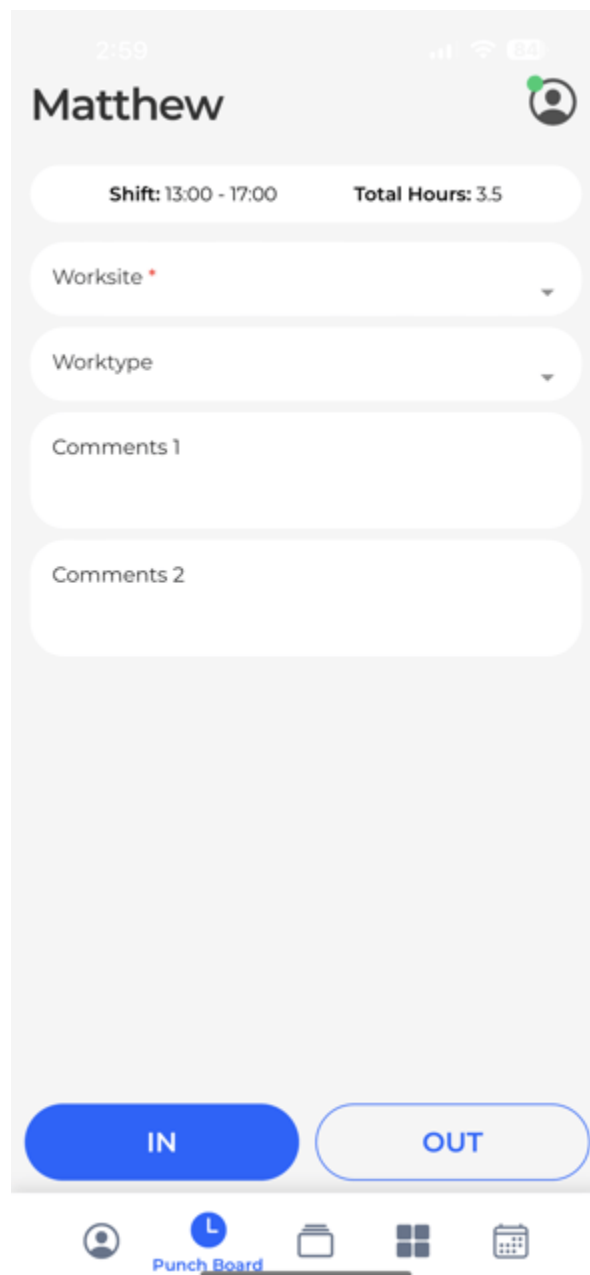 2:59
84
Matthew
Shift: 13:00 - 17:00 Total Hours: 3.5
Worksite *
Worktype
Comments 1
Comments 2
IN OUT
Punch Board